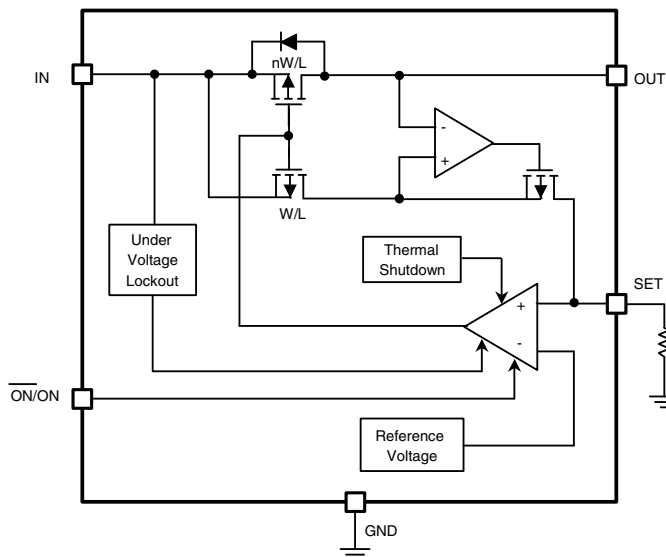 nW/L
IN
OUT
-
+
W/L
Under
Voltage
Lockout
Thermal
Shutdown
SET
+
-
ON/ON
Reference
Voltage
GND